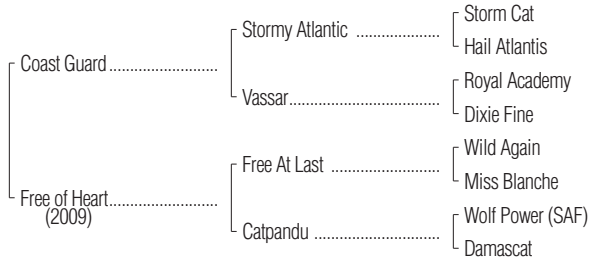 Storm Cat
Stormy Atlantic ..................
Hail Atlantis
Coast Guard........................
Royal Academy
Vassar.................................
Dixie Fine
Wild Again
Free At Last ........................
Miss Blanche
Free of Heart........................
(2009)
Wolf Power (SAF)
Catpandu ...........................
Damascat